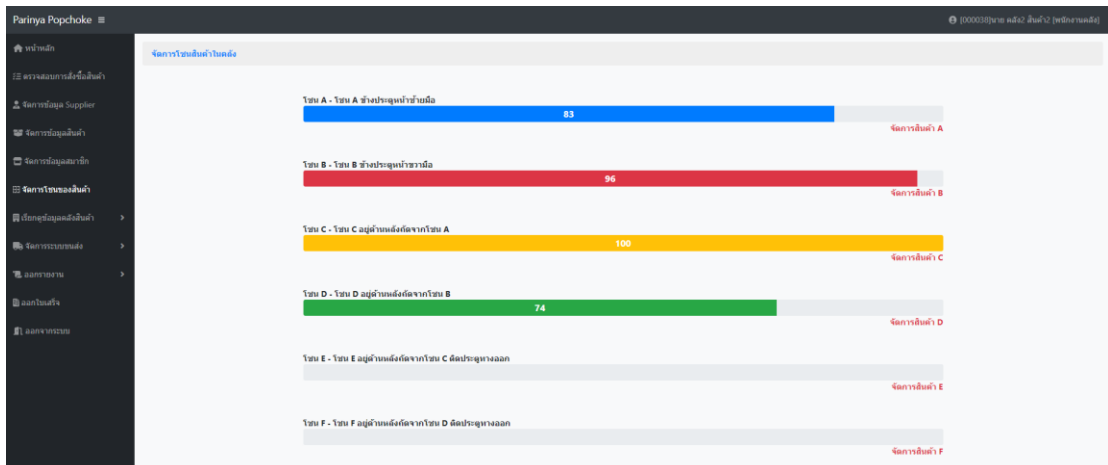 Parinya Popchoke
[000038]นาย คลัง2 สินค้า2 [พนักงานคลัง]
หน้าหลัก
ตรวจสอบการสั่งซื้อสินค้า
จัดการข้อมูล Supplier
จัดการข้อมูลสินค้า
จัดการข้อมูลสมาชิก
จัดการโซนของสินค้า
เรียกดูข้อมูลคลังสินค้า
จัดการระบบขนส่ง
ออกรายงาน
ออกใบเสร็จ
ออกจากระบบ
จัดการโซนสินค้าในคลัง
โซน A - โซน A ข้างประตูหน้าซ้ายมือ
83
จัดการสินค้า A
โซน B - โซน B ข้างประตูหน้าขวามือ
96
จัดการสินค้า B
โซน C - โซน C อยู่ด้านหลังถัดจากโซน A
100
จัดการสินค้า C
โซน D - โซน D อยู่ด้านหลังถัดจากโซน B
74
จัดการสินค้า D
โซน E - โซน E อยู่ด้านหลังถัดจากโซน C ติดประตูทางออก
จัดการสินค้า E
โซน F - โซน F อยู่ด้านหลังถัดจากโซน D ติดประตูทางออก
จัดการสินค้า F